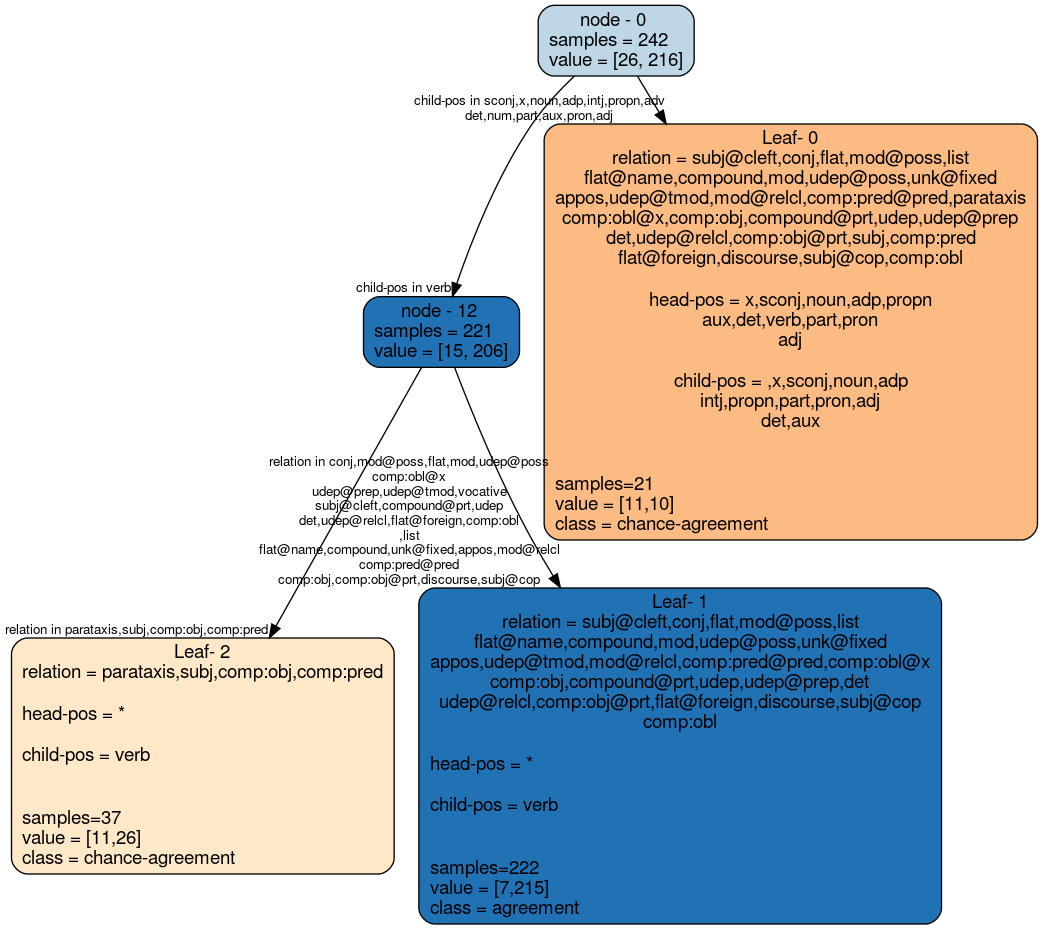 node - 0
samples = 242
value = [26, 216]
child-pos in sconj,x,noun,adp,intj,propn,adv
det,num,part,aux,pron,adj
Leaf- 0
relation = subj@cleft,conj,flat,mod@poss,list
flat@name,compound,mod,udep@poss,unk@fixed
appos,udep@tmod,mod@relcl,comp:pred@pred,parataxis
comp:obl@x,comp:obj,compound@prt,udep,udep@prep
det,udep@relcl,comp:obj@prt,subj,comp:pred
flat@foreign,discourse,subj@cop,comp:obl
head-pos = x,sconj,noun,adp,propn
aux,det,verb,part,pron
adj
child-pos = ,x,sconj,noun,adp
intj,propn,part,pron,adj
det,aux
samples=21
value = [11,10]
class = chance-agreement
child-pos in verb
node - 12
samples = 221
value = [15, 206]
relation in conj,mod@poss,flat,mod,udep@poss
comp:obl@x
udep@prep,udep@tmod,vocative
subj@cleft,compound@prt,udep
det,udep@relcl,flat@foreign,comp:obl
,list
flat@name,compound,unk@fixed,appos,mod@relcl
comp:pred@pred
comp:obj,comp:obj@prt,discourse,subj@cop
relation in parataxis,subj,comp:obj,comp:pred
Leaf- 2
relation = parataxis,subj,comp:obj,comp:pred
head-pos = *
child-pos = verb
samples=37
value = [11,26]
class = chance-agreement
Leaf- 1
relation = subj@cleft,conj,flat,mod@poss,list
flat@name,compound,mod,udep@poss,unk@fixed
appos,udep@tmod,mod@relcl,comp:pred@pred,comp:obl@x
comp:obj,compound@prt,udep,udep@prep,det
udep@relcl,comp:obj@prt,flat@foreign,discourse,subj@cop
comp:obl
head-pos = *
child-pos = verb
samples=222
value = [7,215]
class = agreement